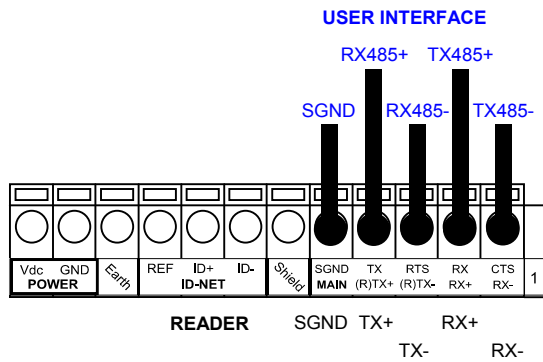 USER INTERFACE
RX485+ TX485+
SGND RX485- TX485-
Vdc GND Earth REF ID+ ID- Shield SGND TX RTS RX CTS 1
POWER ID-NET MAIN (R)TX+ (R)TX- RX+ RX-
READER SGND TX+ RX+
TX- RX-